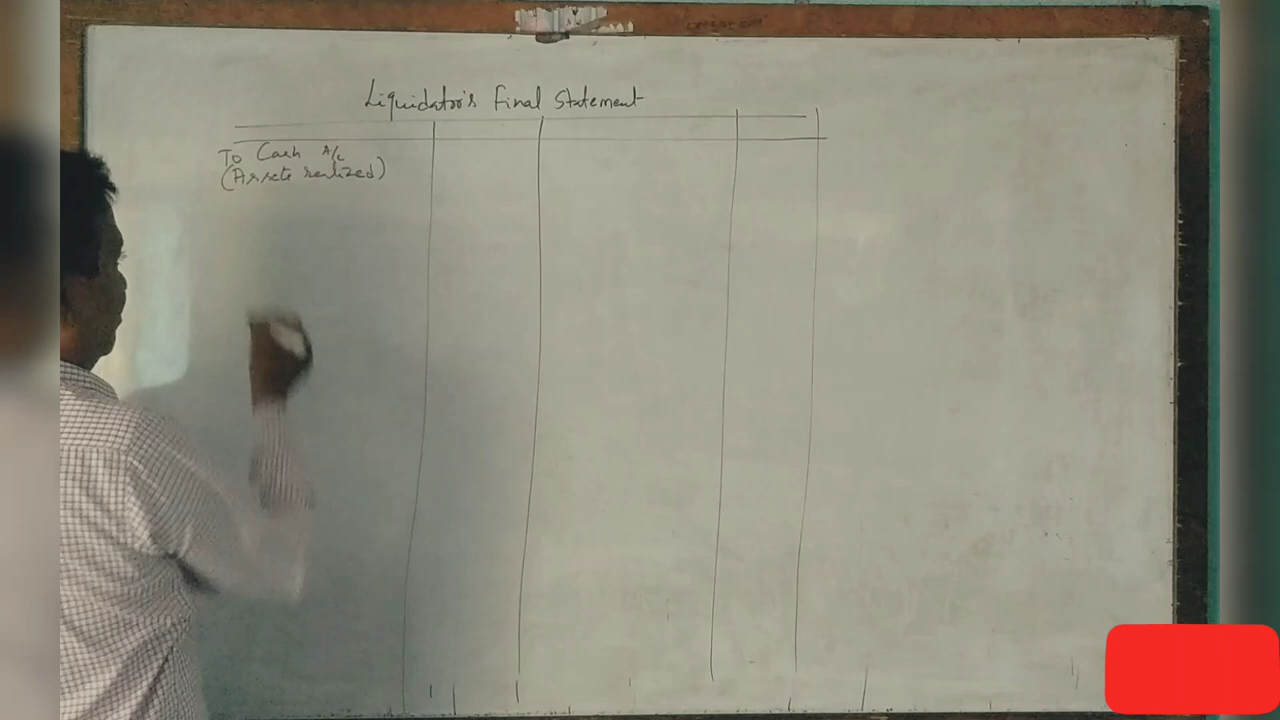 Liquidator's Final Statement
To Cash A/c
(Assets realized)